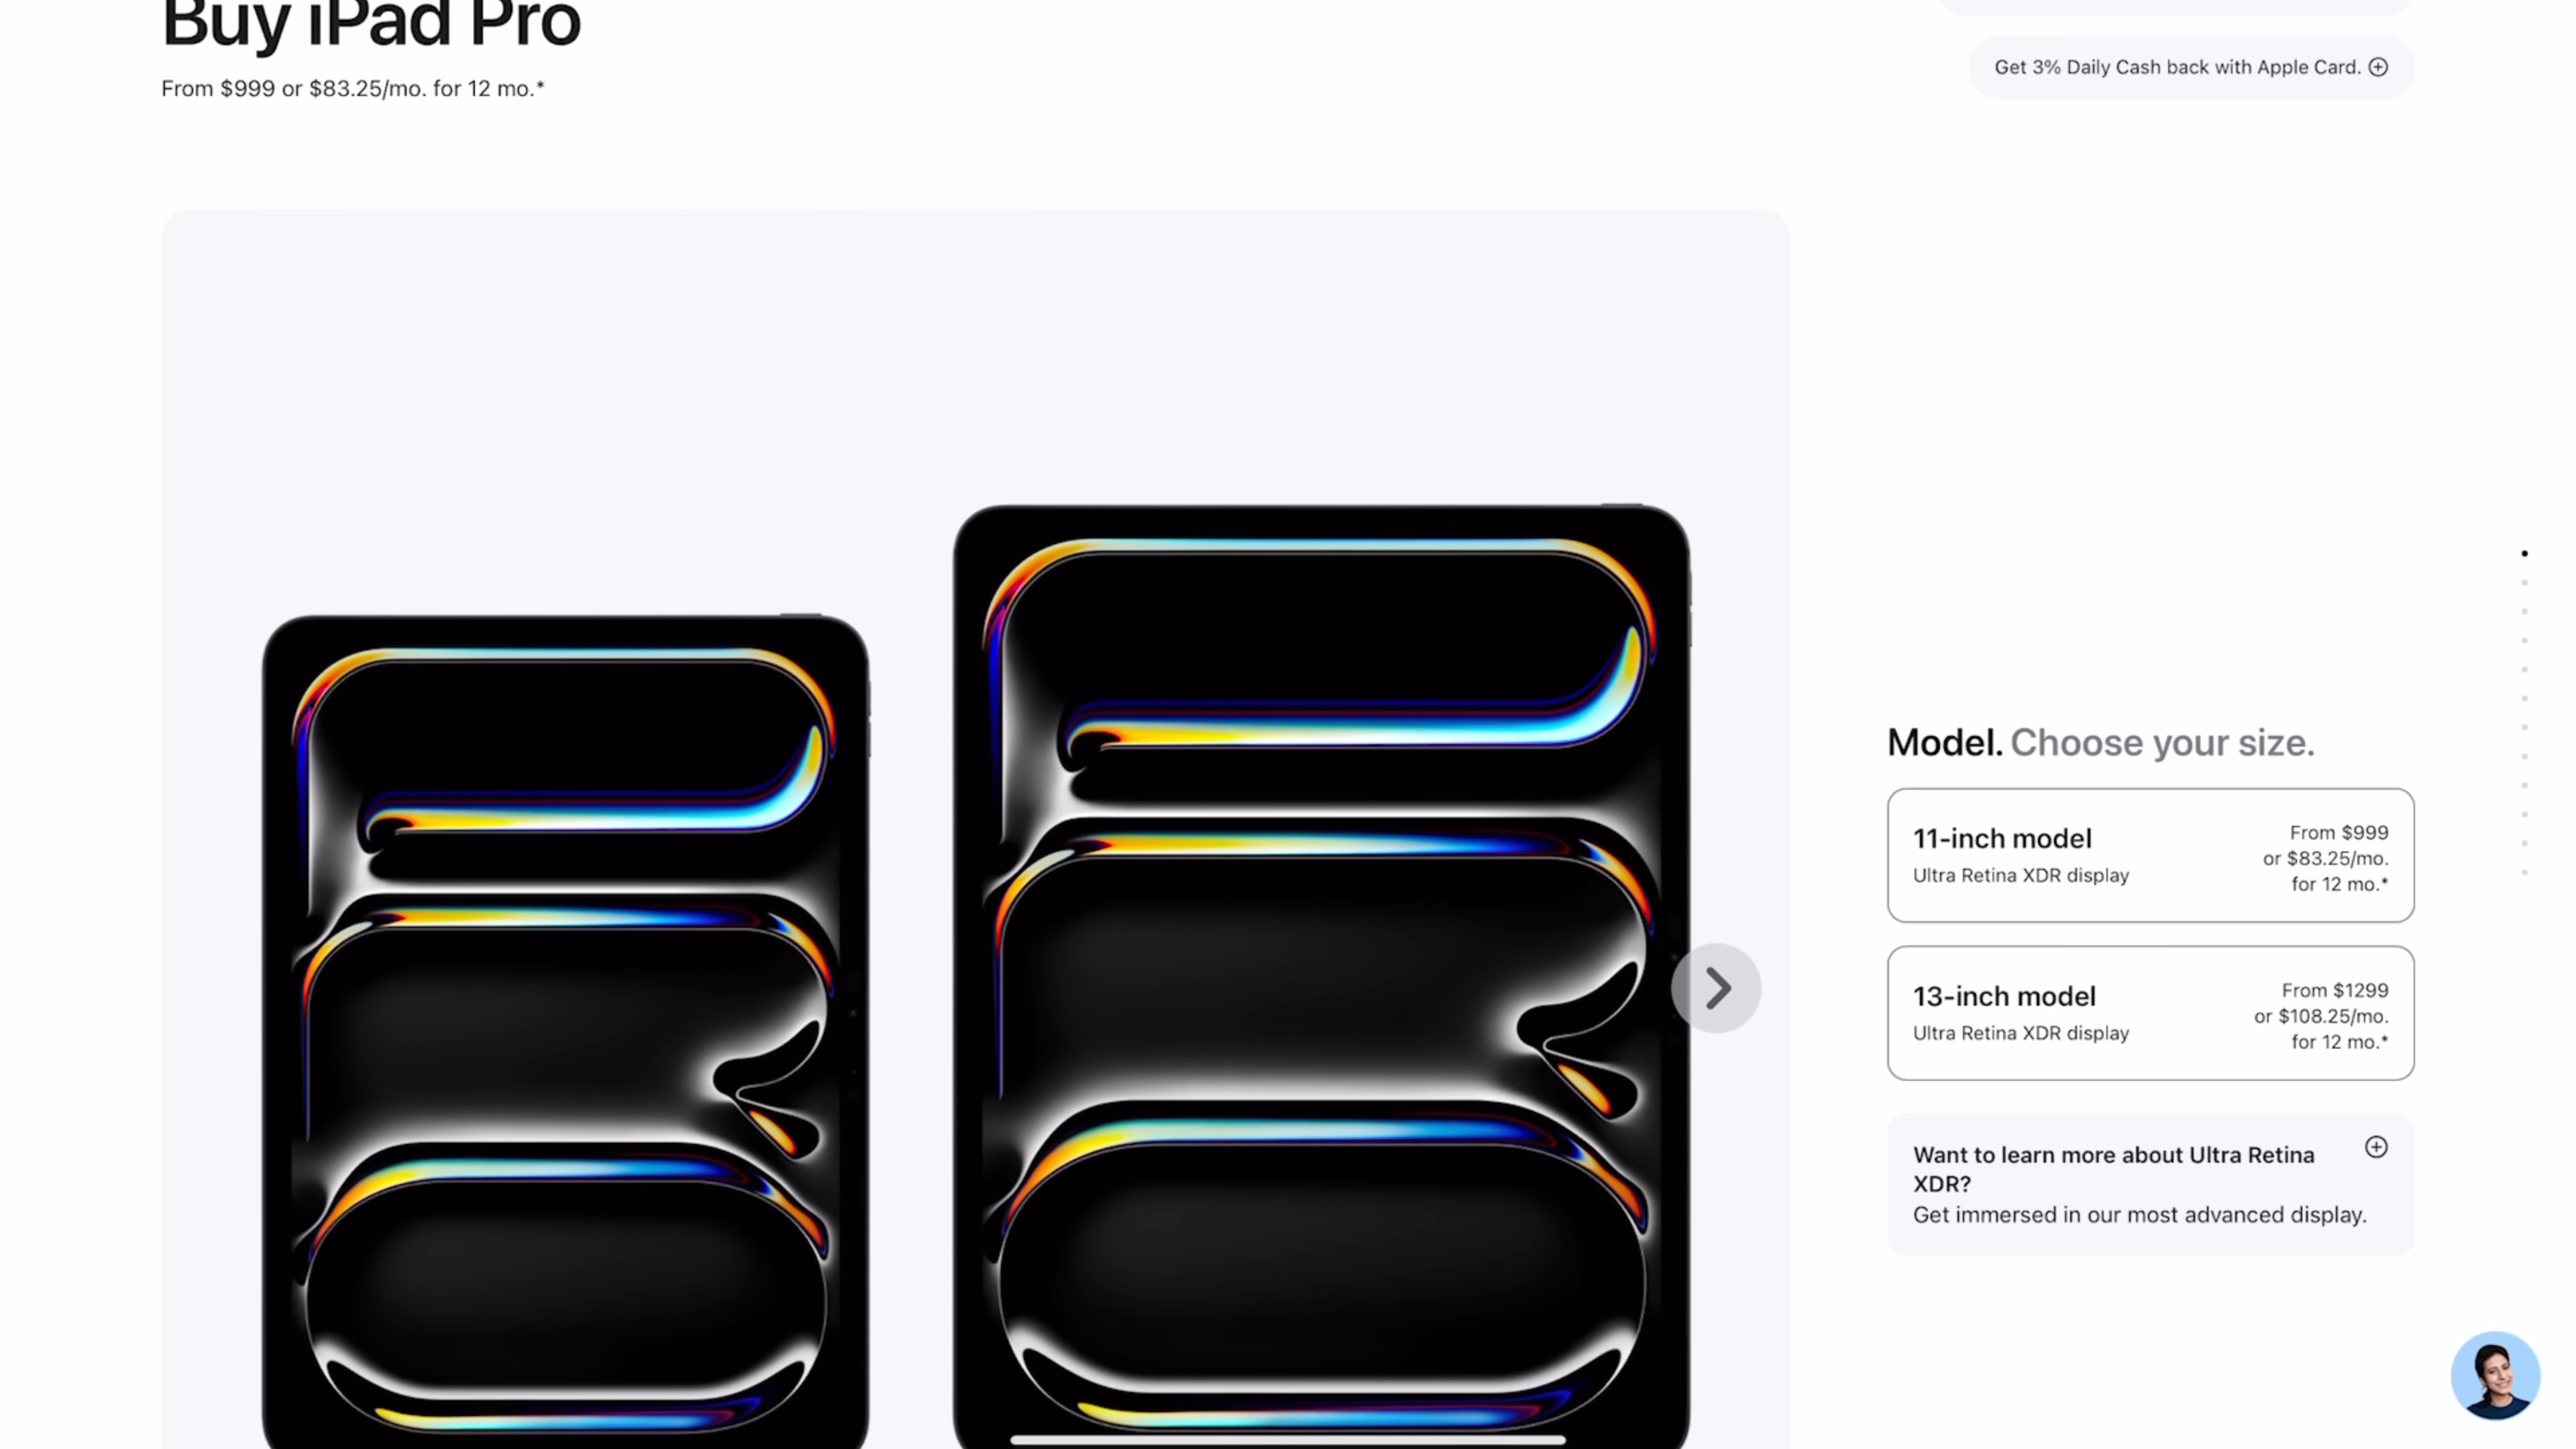 Buy iPad Pro
From $999 or $83.25/mo. for 12 mo.*
Get 3% Daily Cash back with Apple Card.
Model. Choose your size.
11-inch model
Ultra Retina XDR display
From $999
or $83.25/mo.
for 12 mo.*
13-inch model
Ultra Retina XDR display
From $1299
or $108.25/mo.
for 12 mo.*
Want to learn more about Ultra Retina
XDR?
Get immersed in our most advanced display.